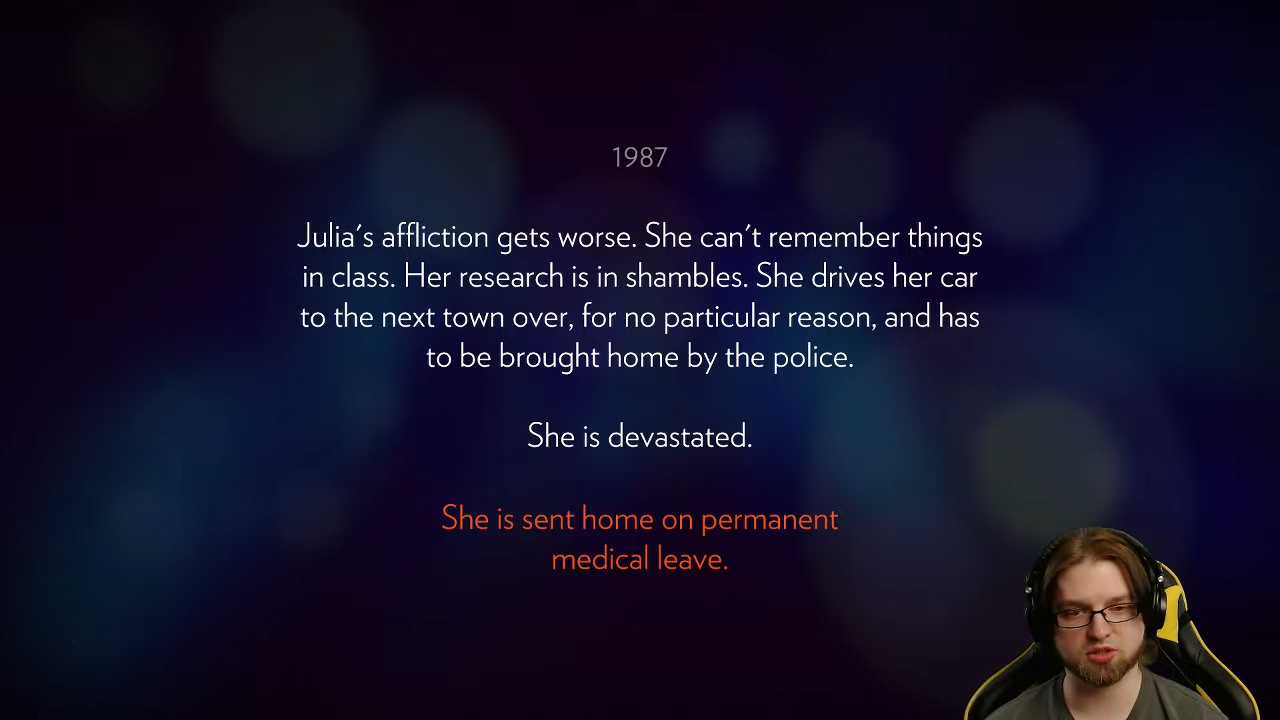 1987
Julia's affliction gets worse. She can't remember things
in class. Her research is in shambles. She drives her car
to the next town over, for no particular reason, and has
to be brought home by the police.
She is devastated.
She is sent home on permanent
medical leave.